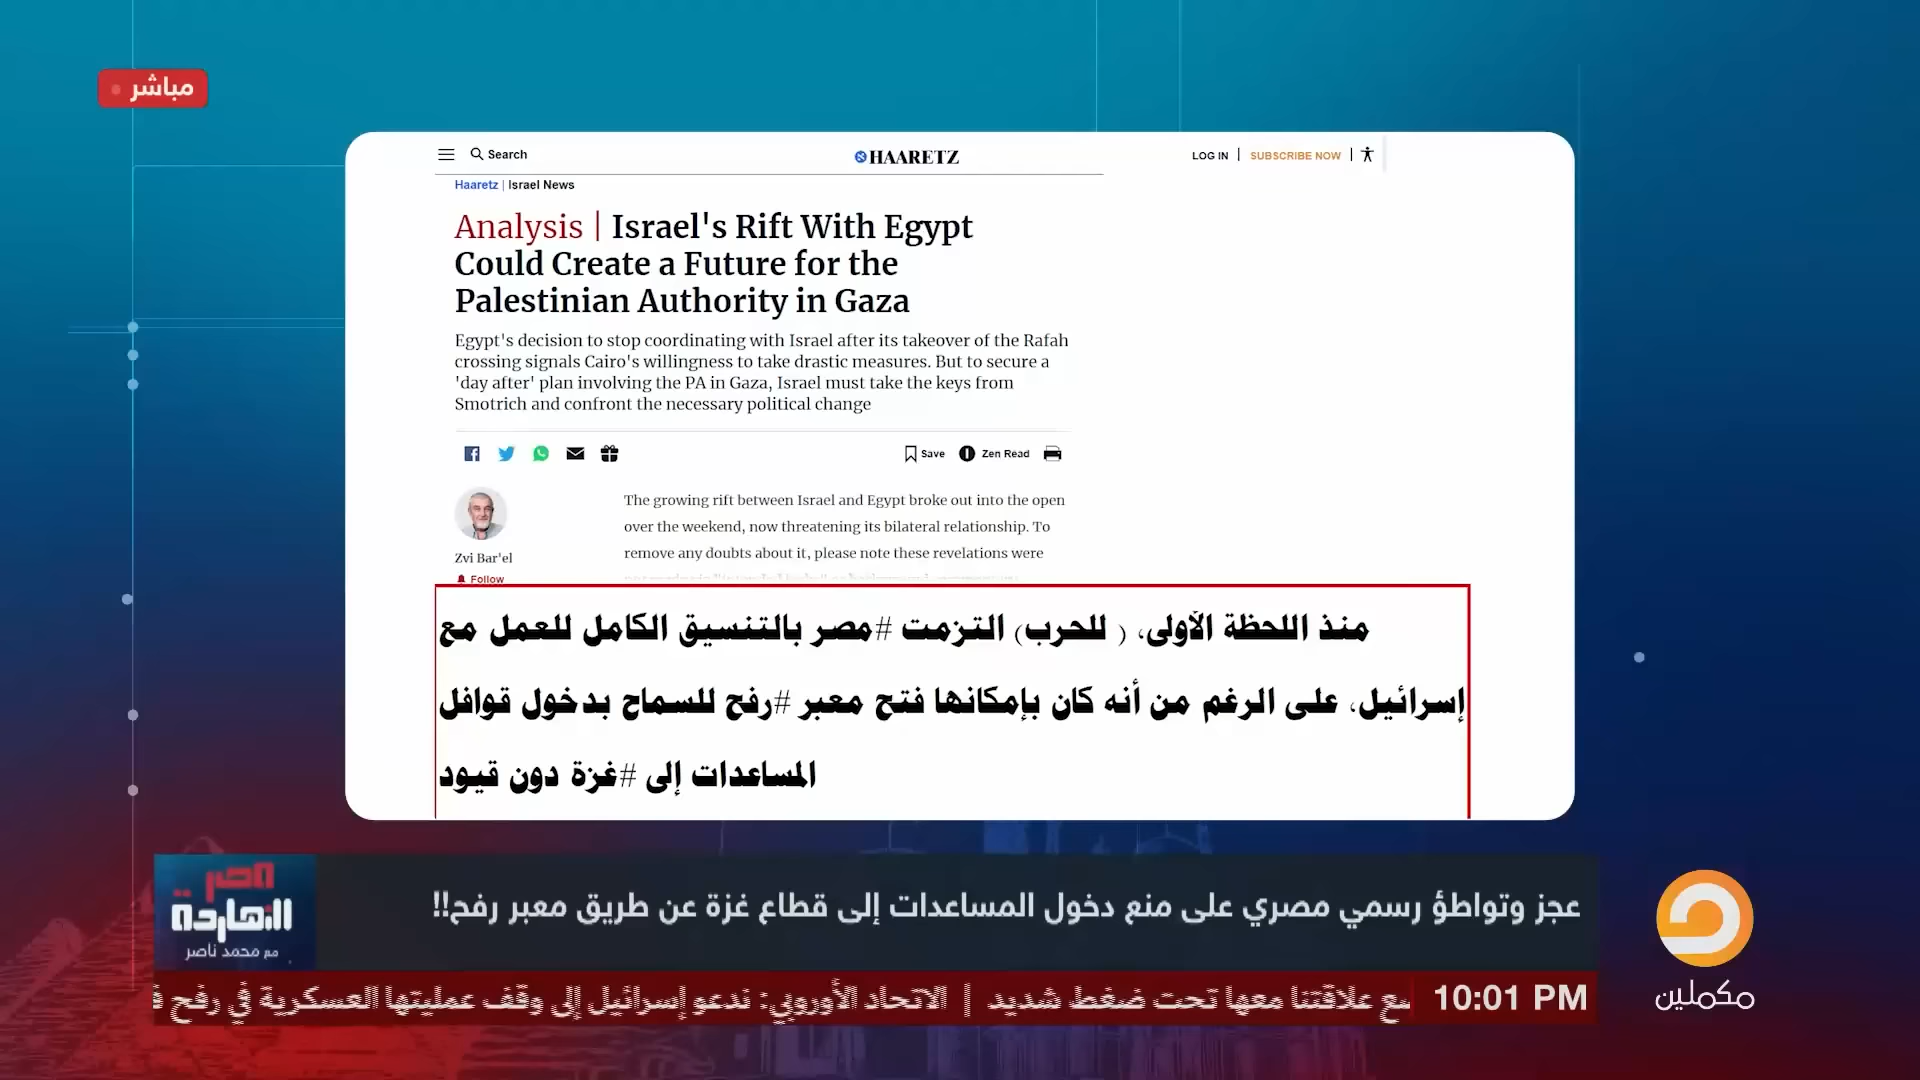 مباشر
Search
HAARETZ
LOG IN | SUBSCRIBE NOW |
Haaretz | Israel News
Analysis | Israel's Rift With Egypt
Could Create a Future for the
Palestinian Authority in Gaza
Egypt's decision to stop coordinating with Israel after its takeover of the Rafah
crossing signals Cairo's willingness to take drastic measures. But to secure a
'day after' plan involving the PA in Gaza, Israel must take the keys from
Smotrich and confront the necessary political change
Save
Zen Read
Zvi Bar'el
Follow
The growing rift between Israel and Egypt broke out into the open
over the weekend, now threatening its bilateral relationship. To
remove any doubts about it, please note these revelations were
منذ اللحظة الأولى، ( للحرب) التزمت #مصر بالتنسيق الكامل للعمل مع
إسرائيل، على الرغم من أنه كان بإمكانها فتح معبر #رفح للسماح بدخول قوافل
المساعدات إلى #غزة دون قيود
مصر
النهاردة
مع محمد ناصر
عجز وتواطؤ رسمي مصري على منع دخول المساعدات إلى قطاع غزة عن طريق معبر رفح!!
10:01 PM
علاقتنا معها تحت ضغط شديد | الاتحاد الأوروبي: ندعو إسرائيل إلى وقف عمليتها العسكرية في رفح
مكملين